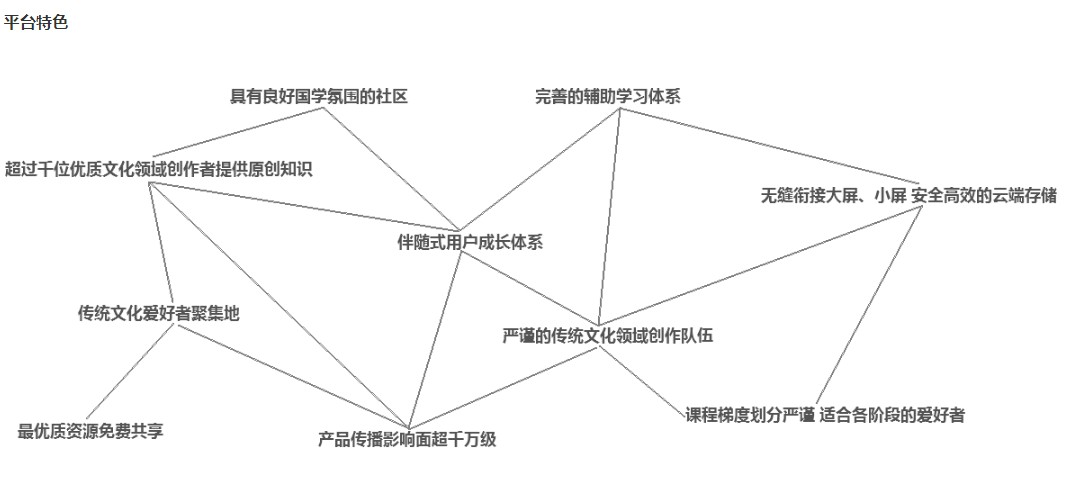 平台特色
具有良好国学氛围的社区
完善的辅助学习体系
超过千位优质文化领域创作者提供原创知识
无缝衔接大屏、小屏 安全高效的云端存储
伴随式用户成长体系
传统文化爱好者聚集地
严谨的传统文化领域创作队伍
课程梯度划分严谨 适合各阶段的爱好者
最优质资源免费共享
产品传播影响面超千万级